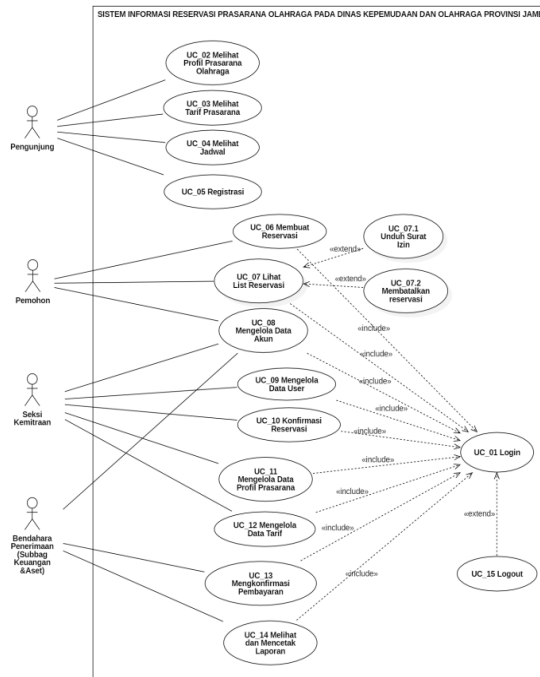 SISTEM INFORMASI RESERVASI PRASARANA OLAHRAGA PADA DINAS KEPEMUDAAN DAN OLAHRAGA PROVINSI JAMB
UC_02 Melihat
Profil Prasarana
Olahraga
UC_03 Melihat
Tarif Prasarana
Pengunjung
UC_04 Melihat
Jadwal
UC_05 Registrasi
UC_06 Membuat
Reservasi
UC_07.1
Unduh Surat
Izin
«extend»
Pemohon
UC_07 Lihat
List Reservasi
«extend»
UC_07.2
Membatalkan
reservasi
UC_08
Mengelola Data
Akun
«include»
«include»
Seksi
Kemitraan
UC_09 Mengelola
Data User
«include»
UC_10 Konfirmasi
Reservasi
«include»
«include»
UC_01 Login
UC_11
Mengelola Data
Profil Prasarana
«include»
«include»
Bendahara
Penerimaan
(Subbag
Keuangan
&Aset)
UC_12 Mengelola
Data Tarif
«include»
«extend»
UC_13
Mengkonfirmasi
Pembayaran
«include»
UC_15 Logout
UC_14 Melihat
dan Mencetak
Laporan